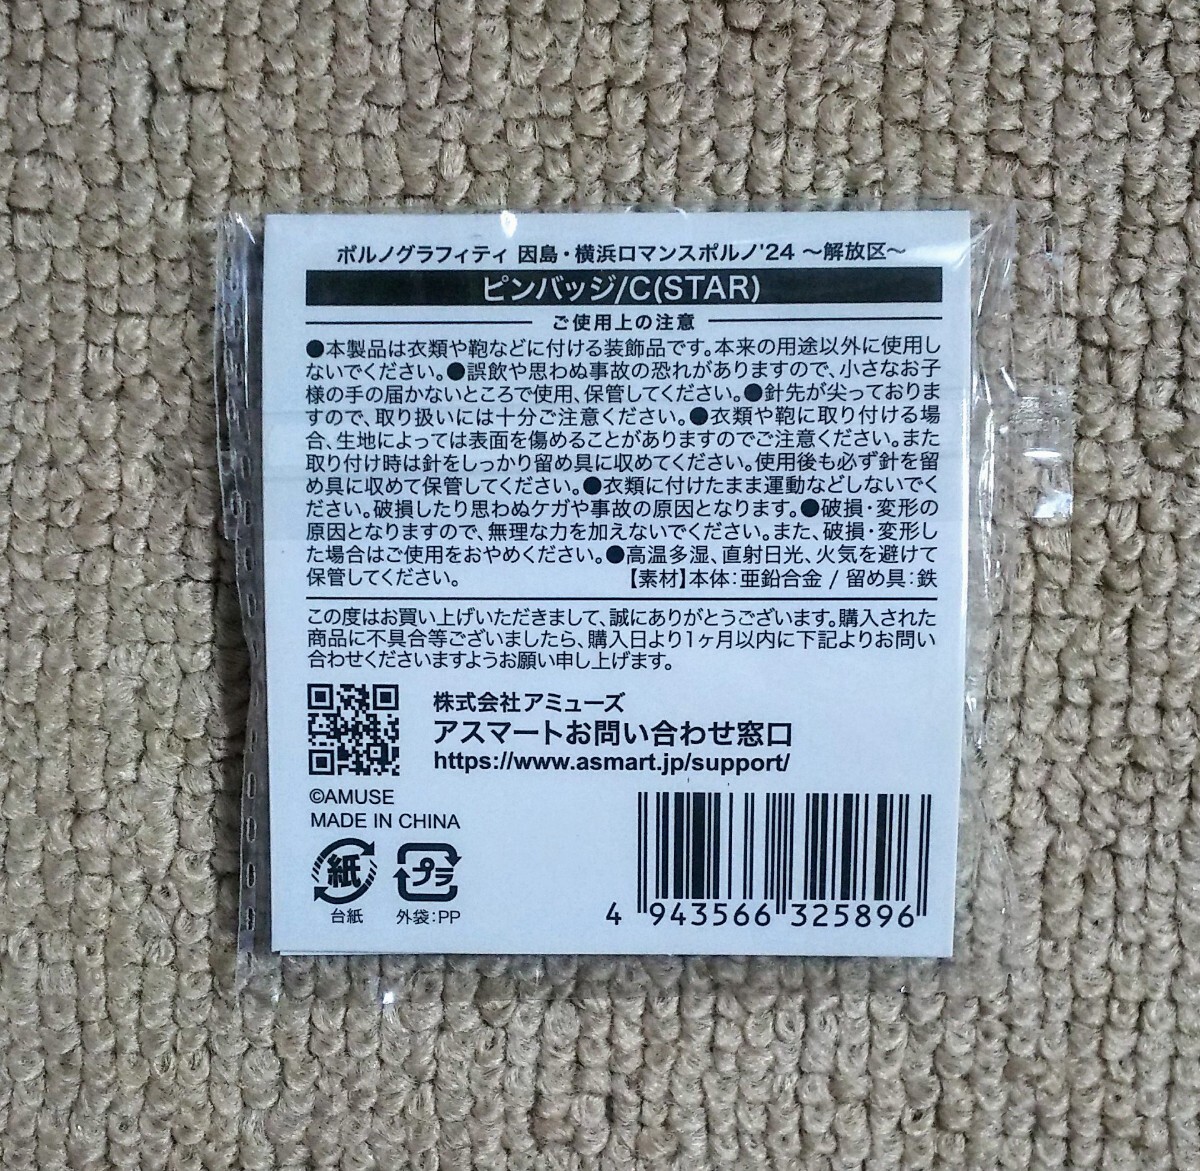 ポルノグラフィティ 因島・横浜ロマンスポルノ'24 〜解放区〜
ピンバッジ/C(STAR)
ご使用上の注意
●本製品は衣類や鞄などに付ける装飾品です。本来の用途以外に使用し
ないでください。●誤飲や思わぬ事故の恐れがありますので、小さなお子
様の手の届かないところで使用、保管してください。●針先が尖っておりま
すので、取り扱いには十分ご注意ください。●衣類や鞄に取り付ける場
合、生地によっては表面を傷めることがありますのでご注意ください。また
取り付け時は針をしっかり留め具に収めてください。使用後も必ず針を留
め具に収めて保管してください。●衣類に付けたまま運動などしないでく
ださい。破損したり思わぬケガや事故の原因となります。●破損・変形の
原因となりますので、無理な力を加えないでください。また、破損・変形し
た場合はご使用をおやめください。●高温多湿、直射日光、火気を避けて
保管してください。 【素材】本体：亜鉛合金 / 留め具：鉄
この度はお買い上げいただきまして、誠にありがとうございます。購入された
商品に不具合等ございましたら、購入日より1ヶ月以内に下記よりお問い
合わせくださいますようお願い申し上げます。
株式会社アミューズ
アスマートお問い合わせ窓口
https://www.asmart.jp/support/
©AMUSE
MADE IN CHINA
紙 プラ
台紙 外袋：PP
4 943566 325896